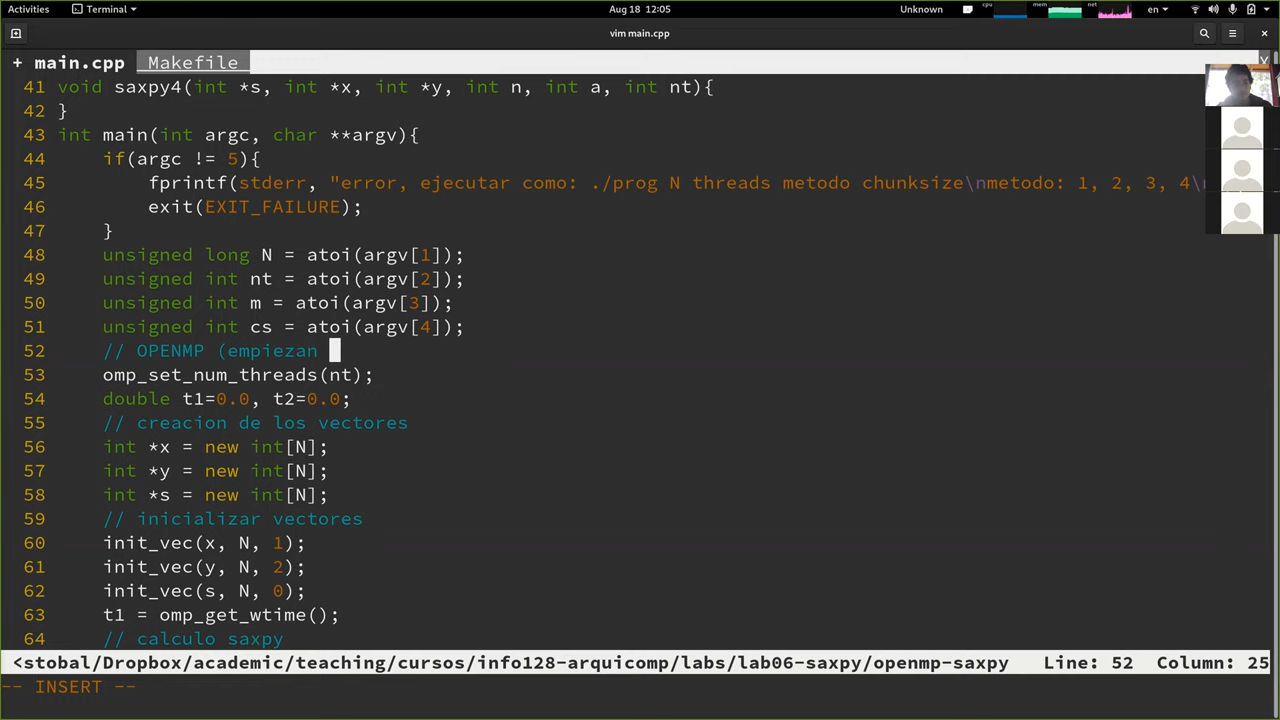 Activities Terminal Aug 18 12:05 Unknown cpu mem net en
vim main.cpp
+ main.cpp Makefile
41 void saxpy4(int *s, int *x, int *y, int n, int a, int nt){
42 }
43 int main(int argc, char **argv){
44     if(argc != 5){
45         fprintf(stderr, "error, ejecutar como: ./prog N threads metodo chunksize\nmetodo: 1, 2, 3, 4\
46         exit(EXIT_FAILURE);
47     }
48     unsigned long N = atoi(argv[1]);
49     unsigned int nt = atoi(argv[2]);
50     unsigned int m = atoi(argv[3]);
51     unsigned int cs = atoi(argv[4]);
52     // OPENMP (empiezan
53     omp_set_num_threads(nt);
54     double t1=0.0, t2=0.0;
55     // creacion de los vectores
56     int *x = new int[N];
57     int *y = new int[N];
58     int *s = new int[N];
59     // inicializar vectores
60     init_vec(x, N, 1);
61     init_vec(y, N, 2);
62     init_vec(s, N, 0);
63     t1 = omp_get_wtime();
64     // calculo saxpy
<stobal/Dropbox/academic/teaching/cursos/info128-arquicomp/labs/lab06-saxpy/openmp-saxpy Line: 52 Column: 25
-- INSERT --